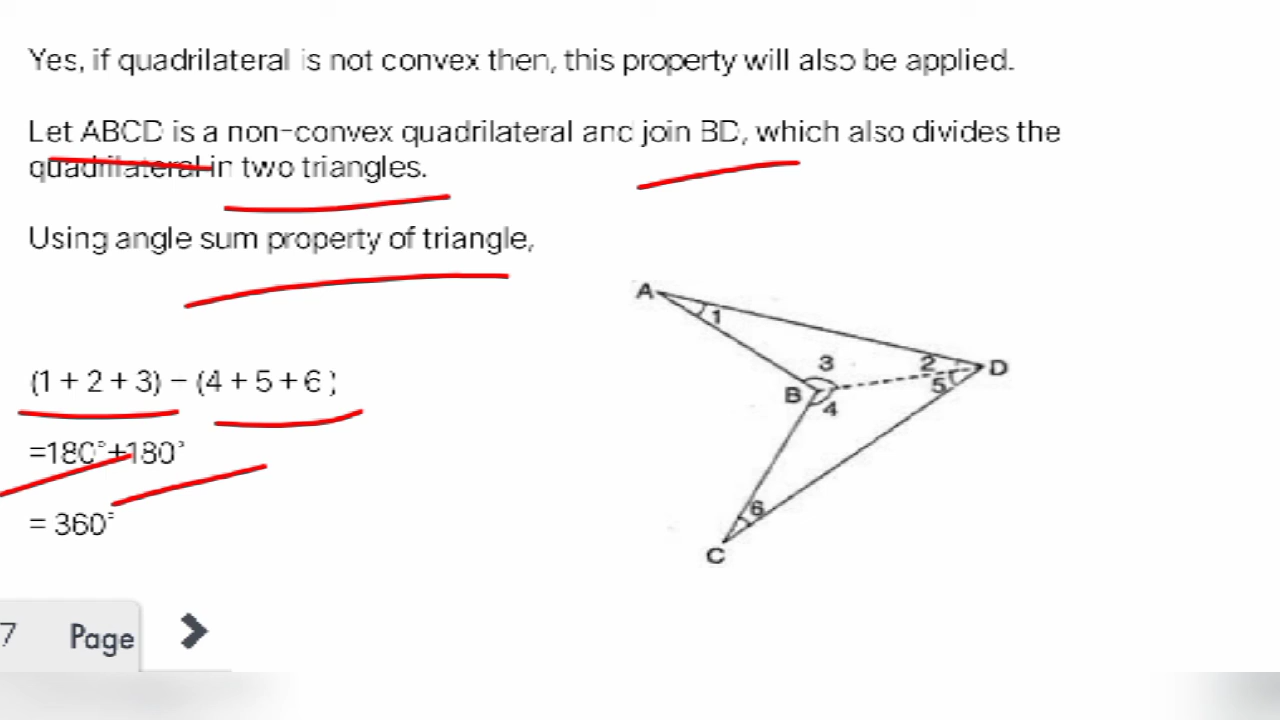 Yes, if quadrilateral is not convex then, this property will also be applied.
Let ABCD is a non-convex quadrilateral and join BD, which also divides the
quadrilateral in two triangles.
Using angle sum property of triangle,
(1 + 2 + 3) − (4 + 5 + 6 )
=180°+180°
= 360°
A
1
3
2
D
5
B
4
6
C
7 Page